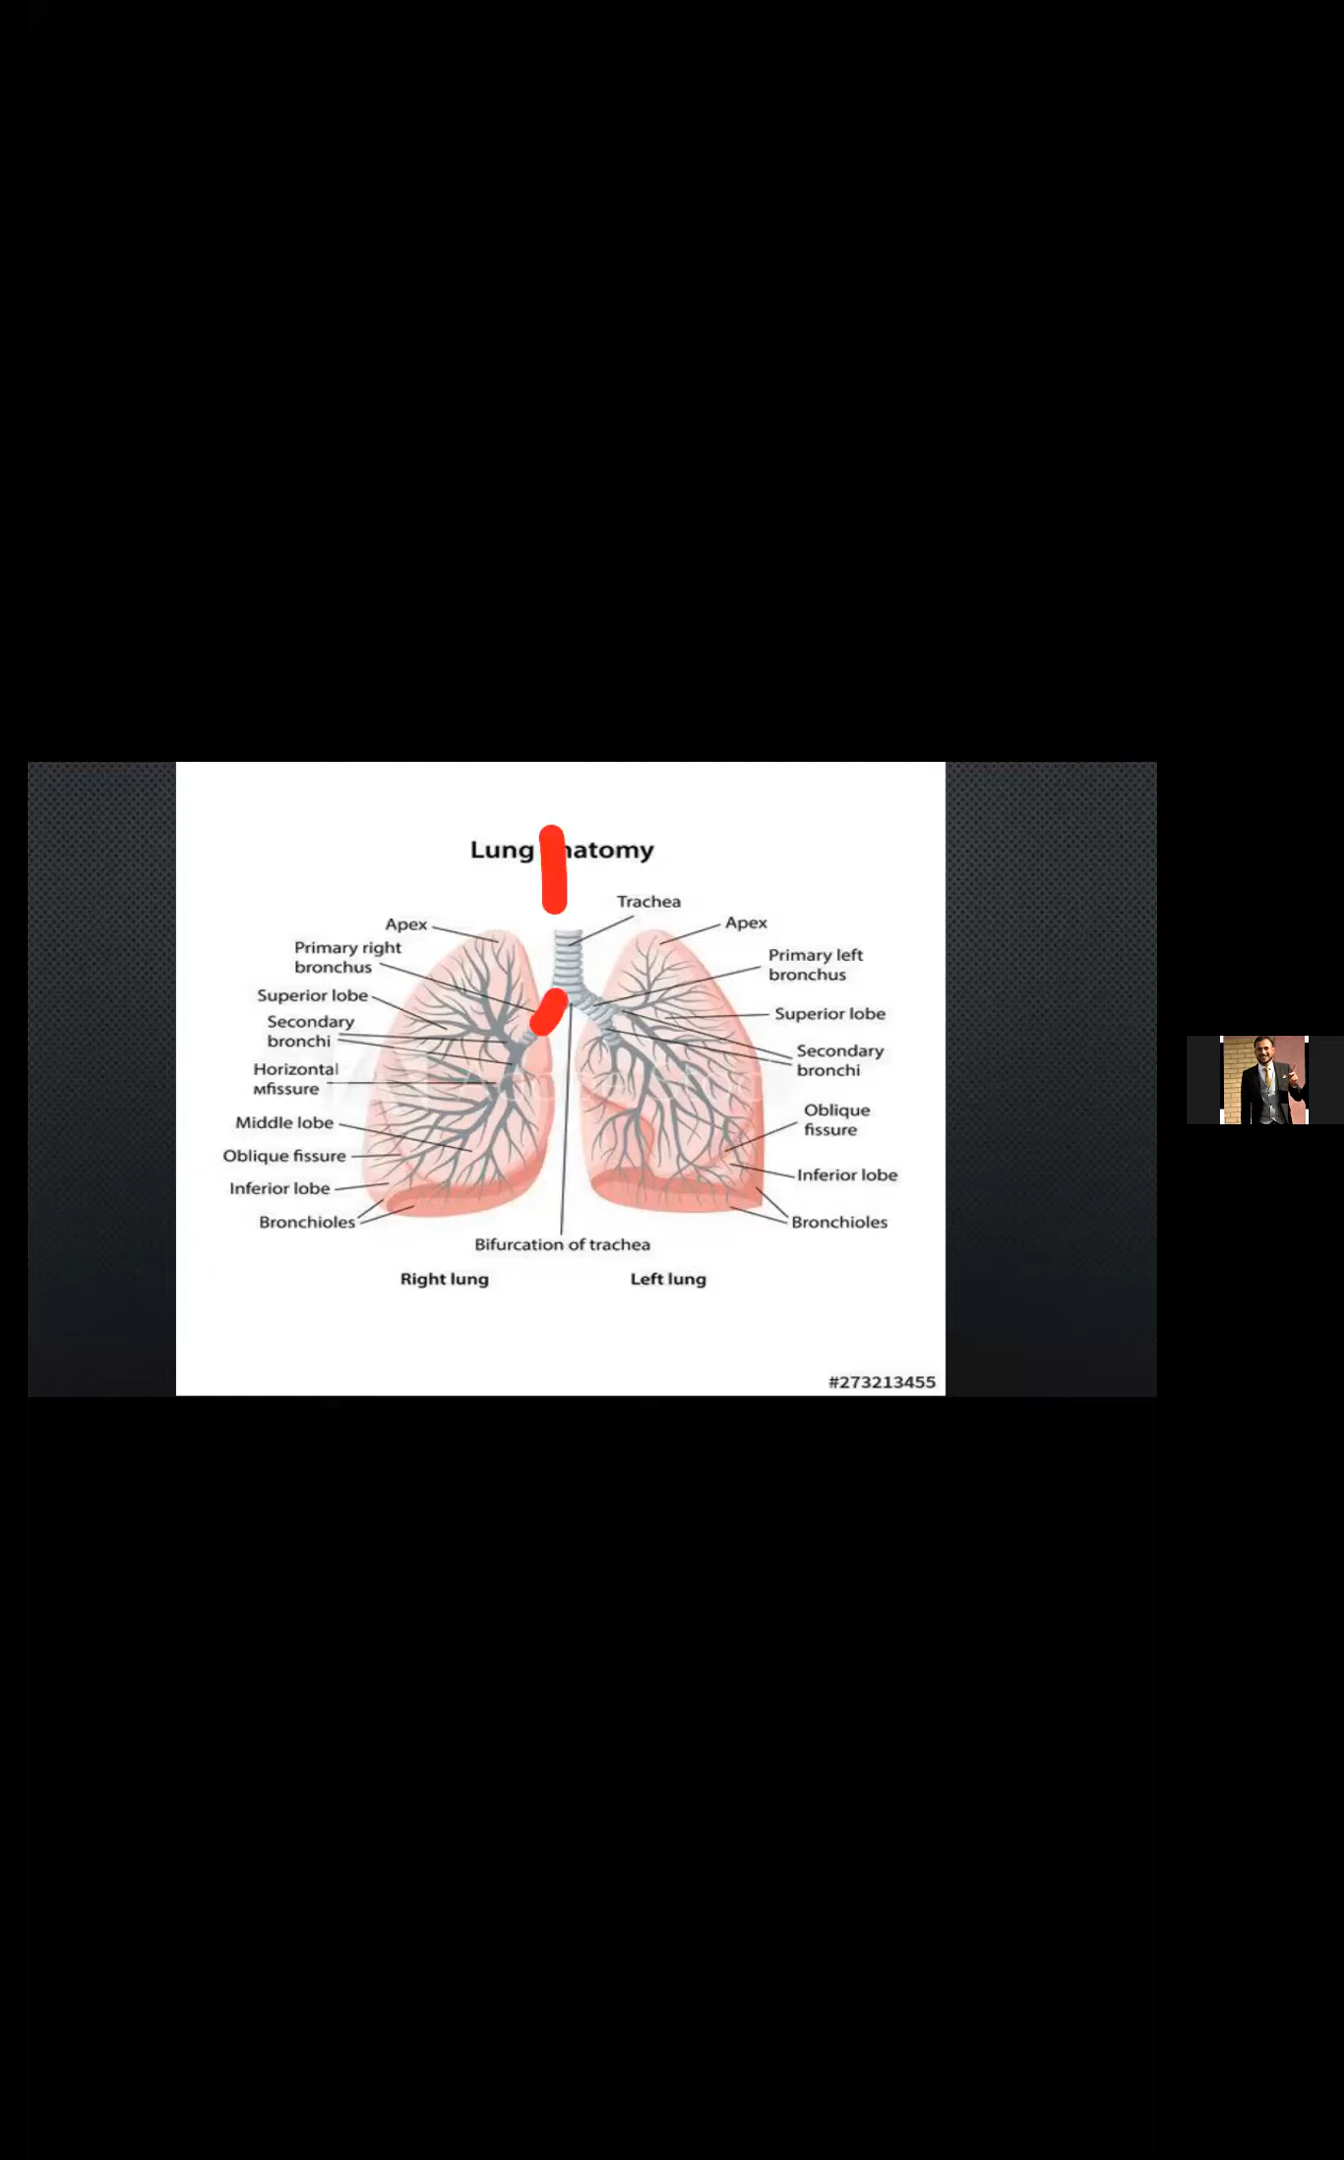 Lung natomy
Trachea
Apex
Primary right
bronchus
Superior lobe
Secondary
bronchi
Horizontal
мfissure
Middle lobe
Oblique fissure
Inferior lobe
Bronchioles
Apex
Primary left
bronchus
Superior lobe
Secondary
bronchi
Oblique
fissure
Inferior lobe
Bronchioles
Bifurcation of trachea
Right lung
Left lung
#273213455